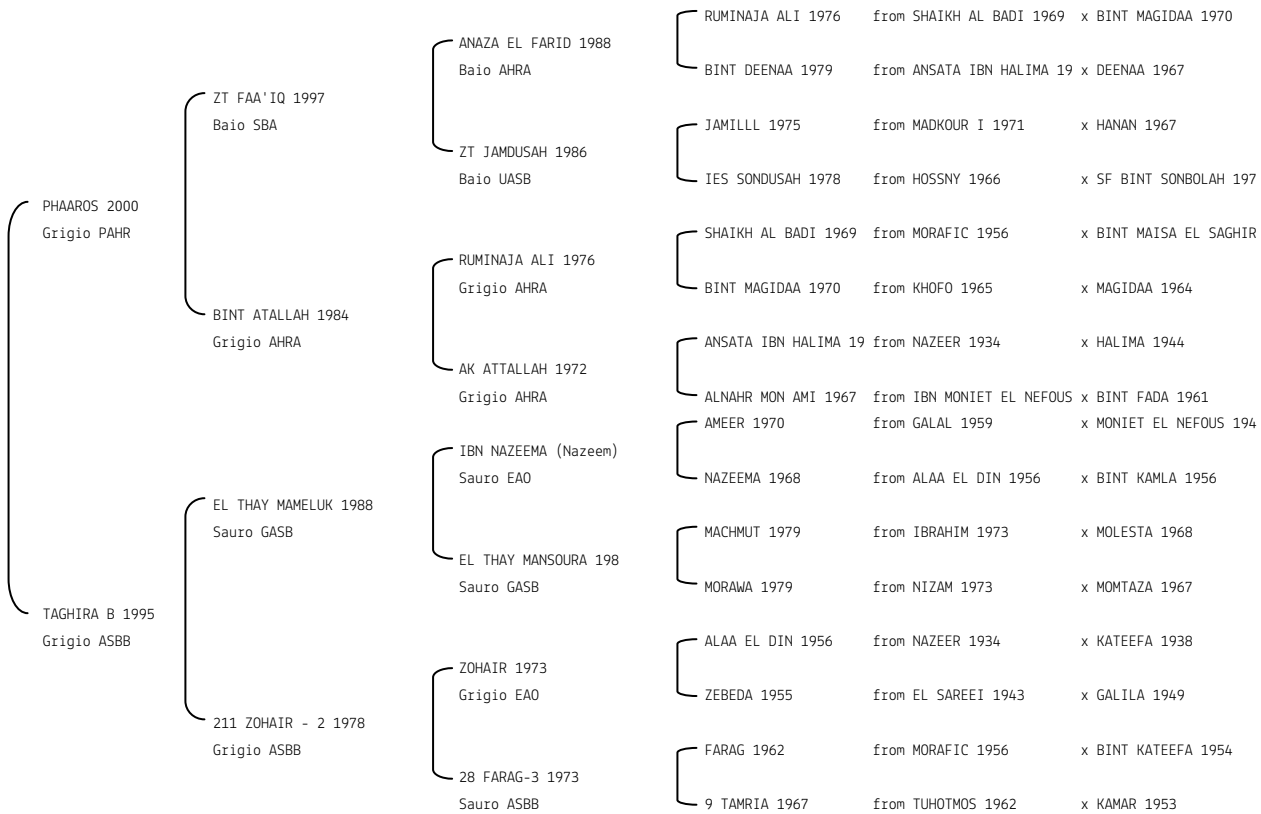 RUMINAJA ALI 1976 from SHAIKH AL BADI 1969 x BINT MAGIDAA 1970
ANAZA EL FARID 1988
Baio AHRA BINT DEENAA 1979 from ANSATA IBN HALIMA 19 x DEENAA 1967
ZT FAA'IQ 1997
Baio SBA JAMILLL 1975 from MADKOUR I 1971 x HANAN 1967
ZT JAMDUSAH 1986
Baio UASB IES SONDUSAH 1978 from HOSSNY 1966 x SF BINT SONBOLAH 197
PHAAROS 2000
Grigio PAHR SHAIKH AL BADI 1969 from MORAFIC 1956 x BINT MAISA EL SAGHIR
RUMINAJA ALI 1976
Grigio AHRA BINT MAGIDAA 1970 from KHOFO 1965 x MAGIDAA 1964
BINT ATALLAH 1984
Grigio AHRA ANSATA IBN HALIMA 19 from NAZEER 1934 x HALIMA 1944
AK ATTALLAH 1972
Grigio AHRA ALNAHR MON AMI 1967 from IBN MONIET EL NEFOUS x BINT FADA 1961
AMEER 1970 from GALAL 1959 x MONIET EL NEFOUS 194
IBN NAZEEMA (Nazeem)
Sauro EAO NAZEEMA 1968 from ALAA EL DIN 1956 x BINT KAMLA 1956
EL THAY MAMELUK 1988
Sauro GASB MACHMUT 1979 from IBRAHIM 1973 x MOLESTA 1968
EL THAY MANSOURA 198
Sauro GASB MORAWA 1979 from NIZAM 1973 x MOMTAZA 1967
TAGHIRA B 1995
Grigio ASBB ALAA EL DIN 1956 from NAZEER 1934 x KATEEFA 1938
ZOHAIR 1973
Grigio EAO ZEBEDA 1955 from EL SAREEI 1943 x GALILA 1949
211 ZOHAIR - 2 1978
Grigio ASBB FARAG 1962 from MORAFIC 1956 x BINT KATEEFA 1954
28 FARAG-3 1973
Sauro ASBB 9 TAMRIA 1967 from TUHOTMOS 1962 x KAMAR 1953